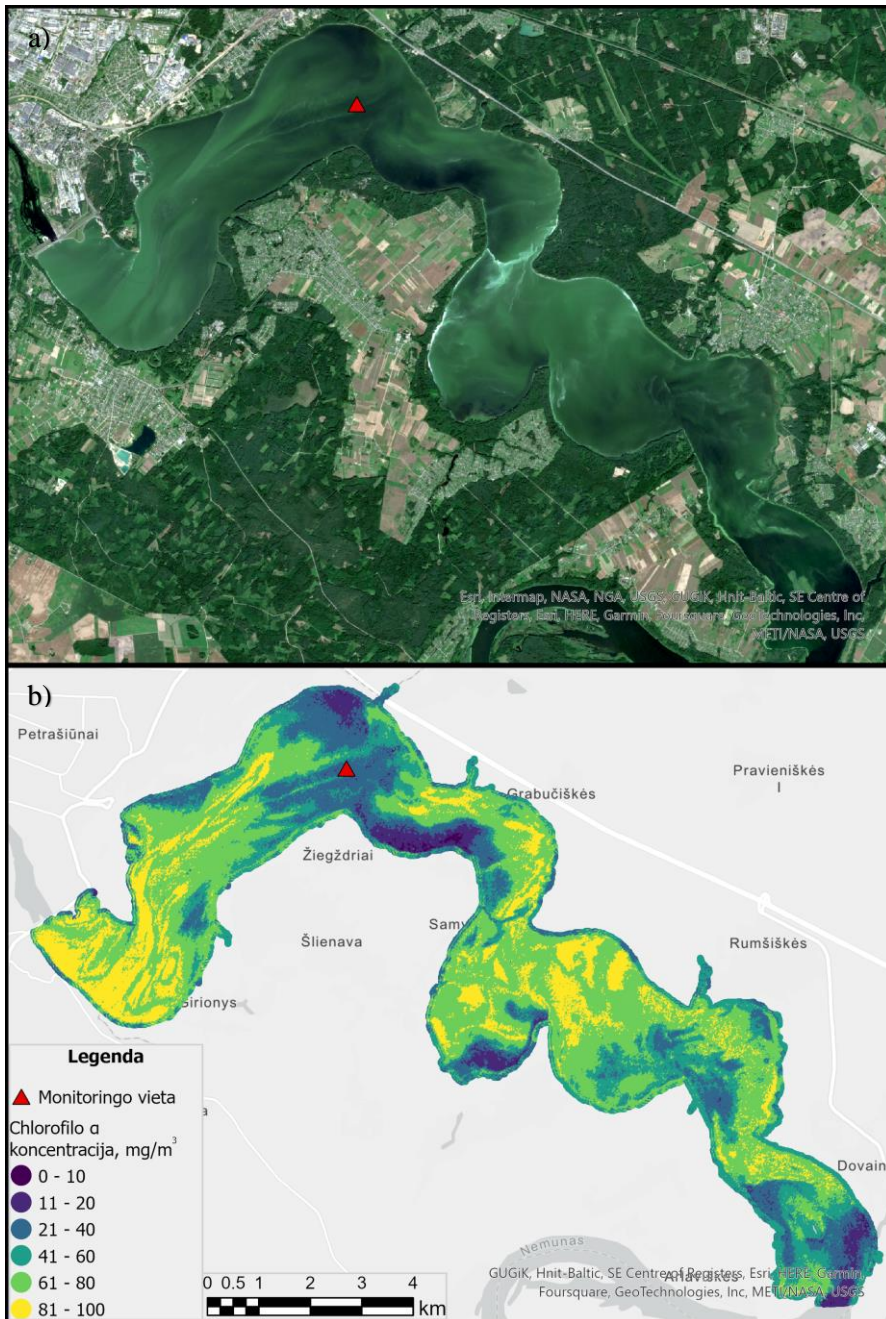 a)
Esri, Intermap, NASA, NGA, USGS, GUGiK, Hnit-Baltic, SE Centre of
Registers, Esri, HERE, Garmin, Foursquare, GeoTechnologies, Inc,
METI/NASA, USGS
b)
Petrašiūnai
Pravieniškės
I
Grabučiškės
Žiegždriai
Šlienava
Samy
Rumšiškės
Girionys
Legenda
Monitoringo vieta
a
Chlorofilo α
koncentracija, mg/m³
0 - 10
11 - 20
21 - 40
41 - 60
61 - 80
81 - 100
Dovain
Nemunas
0 0.5 1 2 3 4
km
GUGiK, Hnit-Baltic, SE Centre of Registers, Esri, HERE, Garmin,
Foursquare, GeoTechnologies, Inc, METI/NASA, USGS